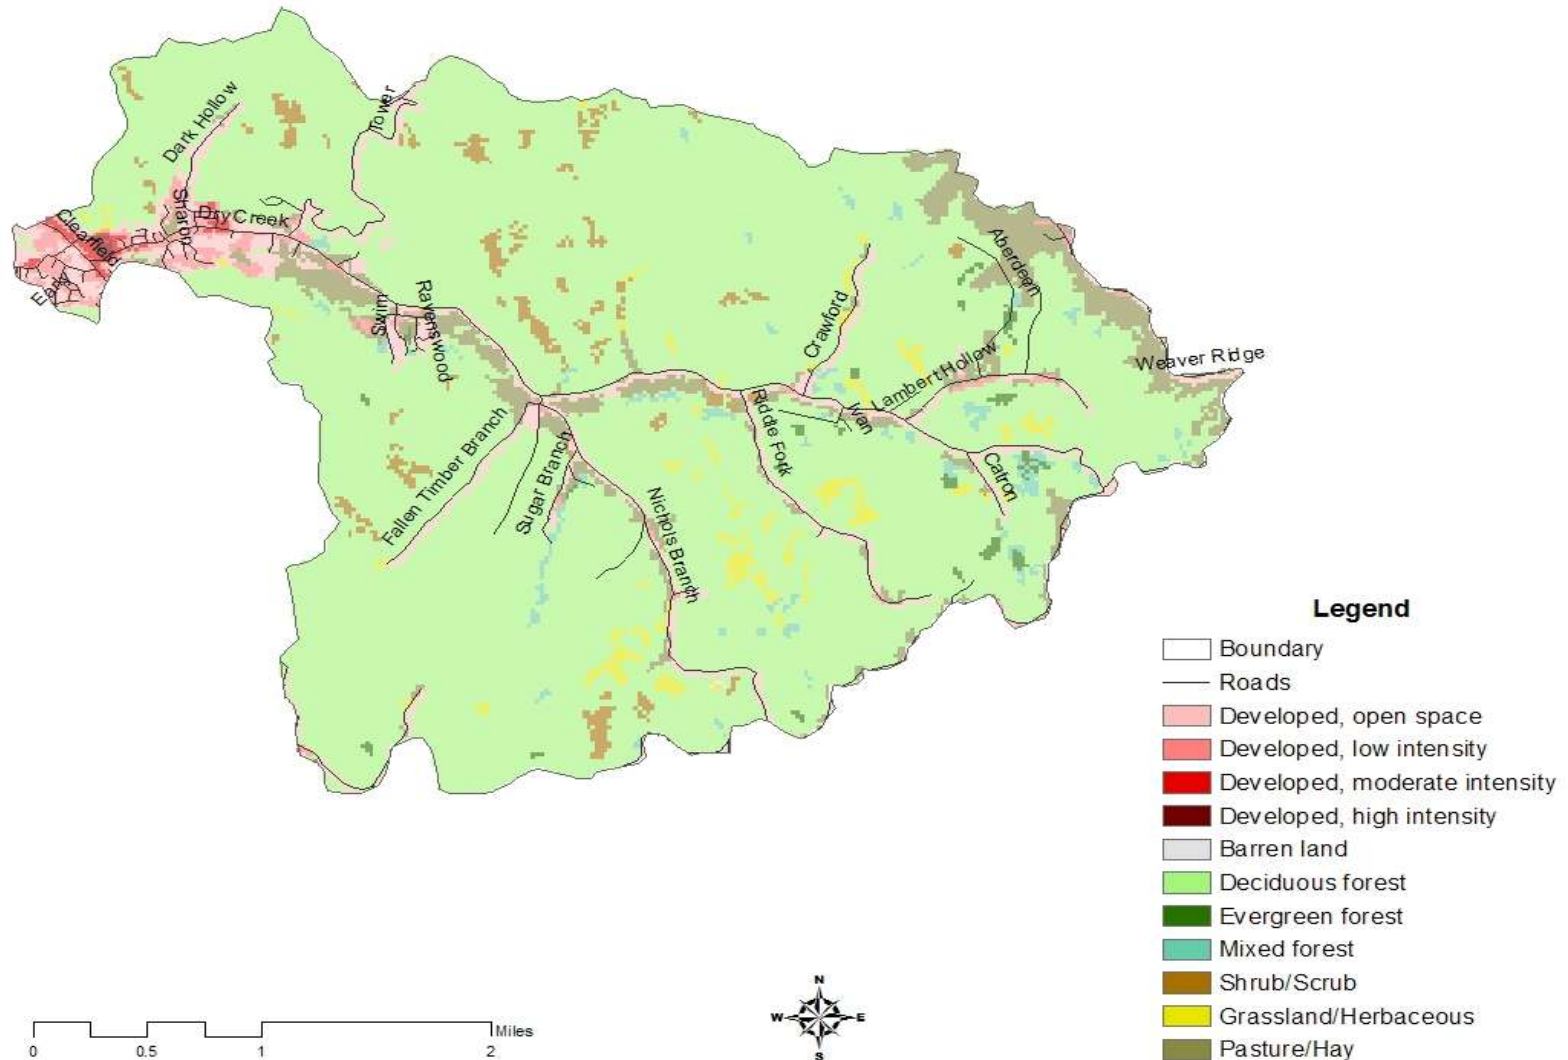 Tower
Dark Hollow
Sharon
Dry Creek
Clearfield
Early
Swim
Ravenswood
Aberdeen
Crawford
Weaver Ridge
Lambert Hollow
Iwan
Riddle Fork
Fallen Timber Branch
Sugar Branch
Catron
Nichols Branch
Legend
Boundary
Roads
Developed, open space
Developed, low intensity
Developed, moderate intensity
Developed, high intensity
Barren land
Deciduous forest
Evergreen forest
Mixed forest
Shrub/Scrub
Grassland/Herbaceous
Pasture/Hay
N
W E
S
Miles
0 0.5 1 2